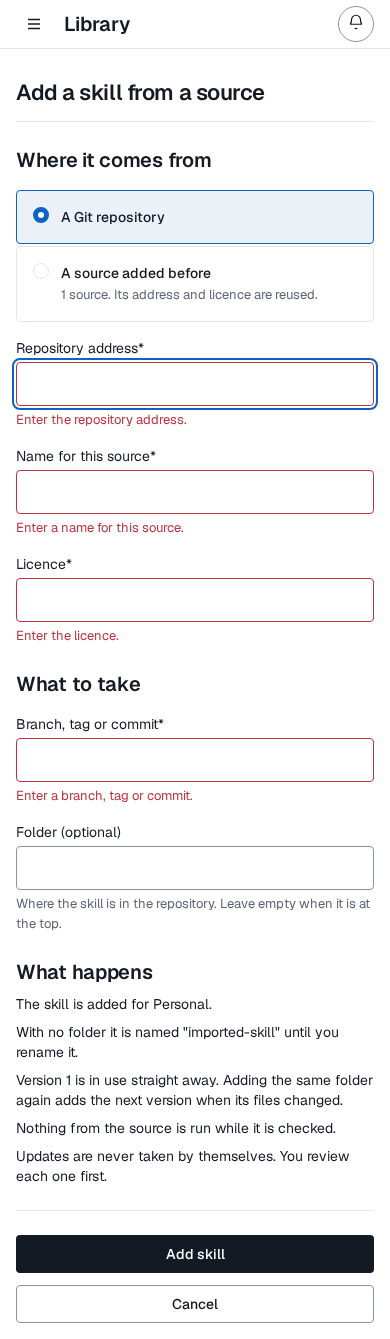 Library
Add a skill from a source
Where it comes from
A Git repository
A source added before
1 source. Its address and licence are reused.
Repository address*
Enter the repository address.
Name for this source*
Enter a name for this source.
Licence*
Enter the licence.
What to take
Branch, tag or commit*
Enter a branch, tag or commit.
Folder (optional)
Where the skill is in the repository. Leave empty when it is at
the top.
What happens
The skill is added for Personal.
With no folder it is named "imported-skill" until you
rename it.
Version 1 is in use straight away. Adding the same folder
again adds the next version when its files changed.
Nothing from the source is run while it is checked.
Updates are never taken by themselves. You review
each one first.
Add skill
Cancel